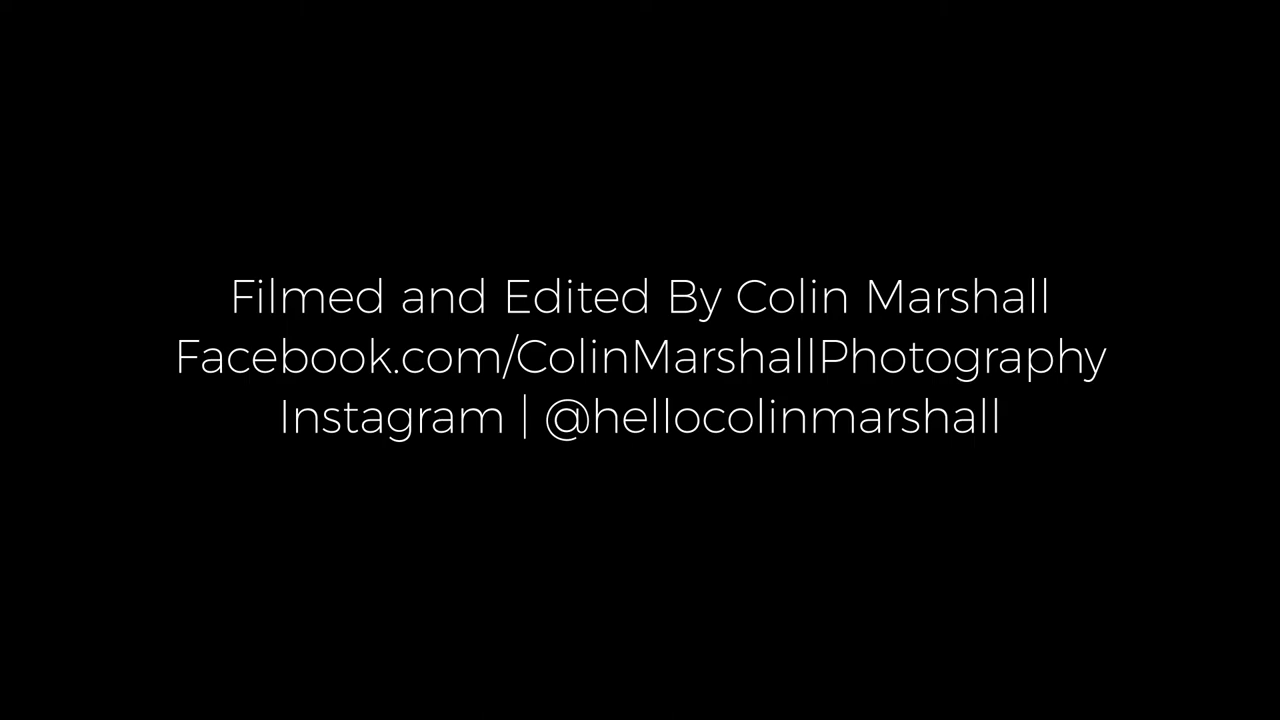 Filmed and Edited By Colin Marshall
Facebook.com/ColinMarshallPhotography
Instagram | @hellocolinmarshall